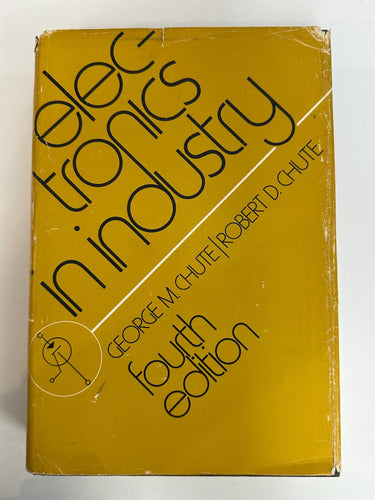 elec-
tronics
in industry
GEORGE M. CHUTE/ROBERT D. CHUTE
fourth
edition